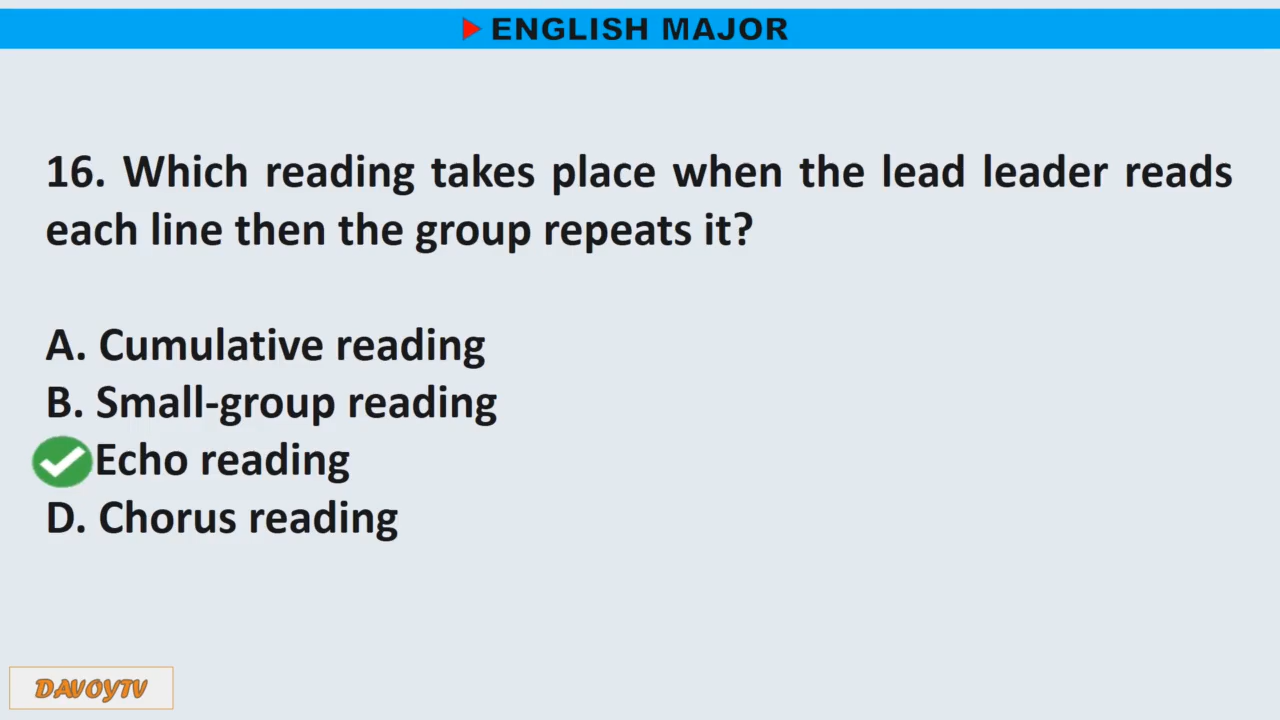 ENGLISH MAJOR
16. Which reading takes place when the lead leader reads
each line then the group repeats it?
A. Cumulative reading
B. Small-group reading
Echo reading
D. Chorus reading
DAVOYTV